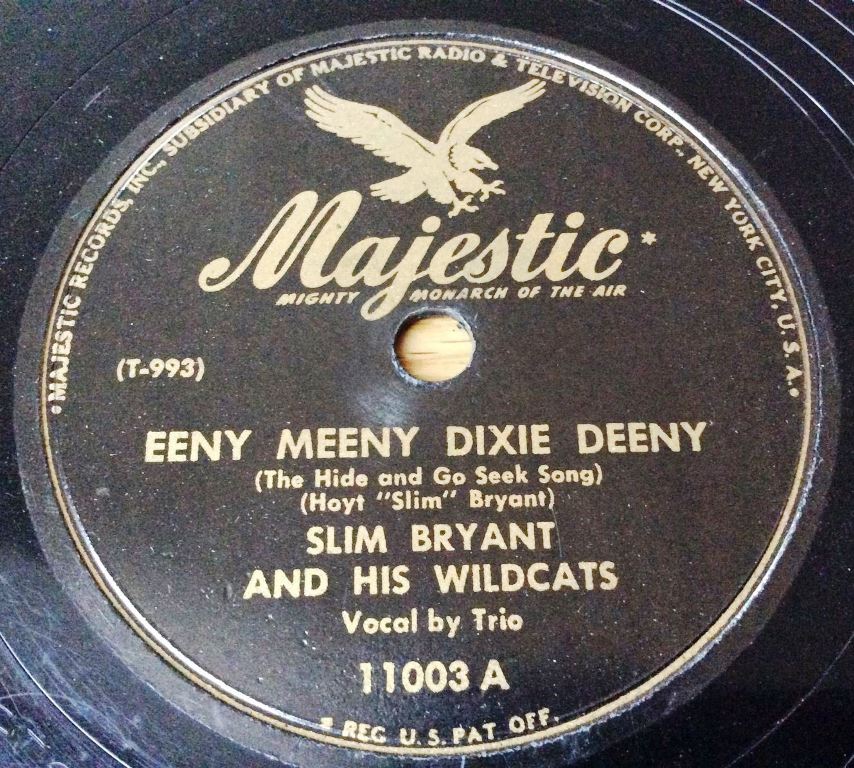 • MAJESTIC RECORDS, INC., SUBSIDIARY OF MAJESTIC RADIO & TELEVISION CORP., NEW YORK CITY, U. S. A. •
Majestic*
MIGHTY MONARCH OF THE AIR
(T-993)
EENY MEENY DIXIE DEENY
(The Hide and Go Seek Song)
(Hoyt "Slim" Bryant)
SLIM BRYANT
AND HIS WILDCATS
Vocal by Trio
11003 A
* REG U. S. PAT OFF.